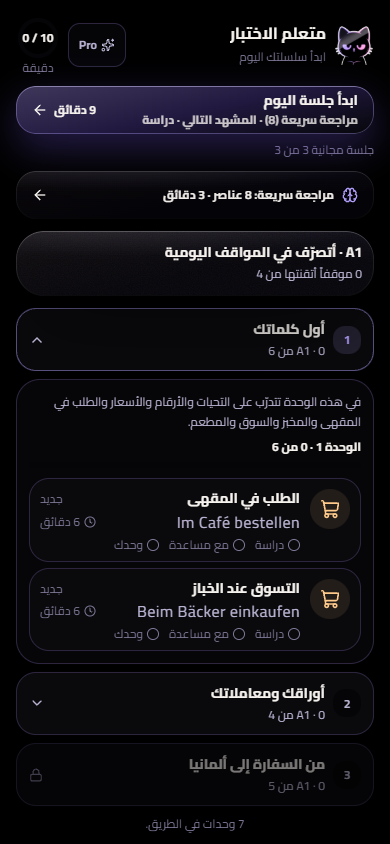 متعلم الاختبار
ابدأ سلسلتك اليوم
Pro
0 / 10
دقيقة
ابدأ جلسة اليوم
مراجعة سريعة (8) · المشهد التالي · دراسة
9 دقائق
جلسة مجانية 3 من 3
مراجعة سريعة: 8 عناصر · 3 دقائق
A1 · أتصرّف في المواقف اليومية
0 موقفاً أتقنتها من 4
1
أول كلماتك
A1 · 0 من 6
في هذه الوحدة تتدرّب على التحيات والأرقام والأسعار والطلب في
المقهى والمخبز والسوق والمطعم.
الوحدة 1 · 0 من 6
الطلب في المقهى
جديد
Im Café bestellen
6 دقائق
دراسة
مع مساعدة
وحدك
التسوق عند الخباز
جديد
Beim Bäcker einkaufen
6 دقائق
دراسة
مع مساعدة
وحدك
2
أوراقك ومعاملاتك
A1 · 0 من 4
3
من السفارة إلى ألمانيا
A1 · 0 من 5
7 وحدات في الطريق.